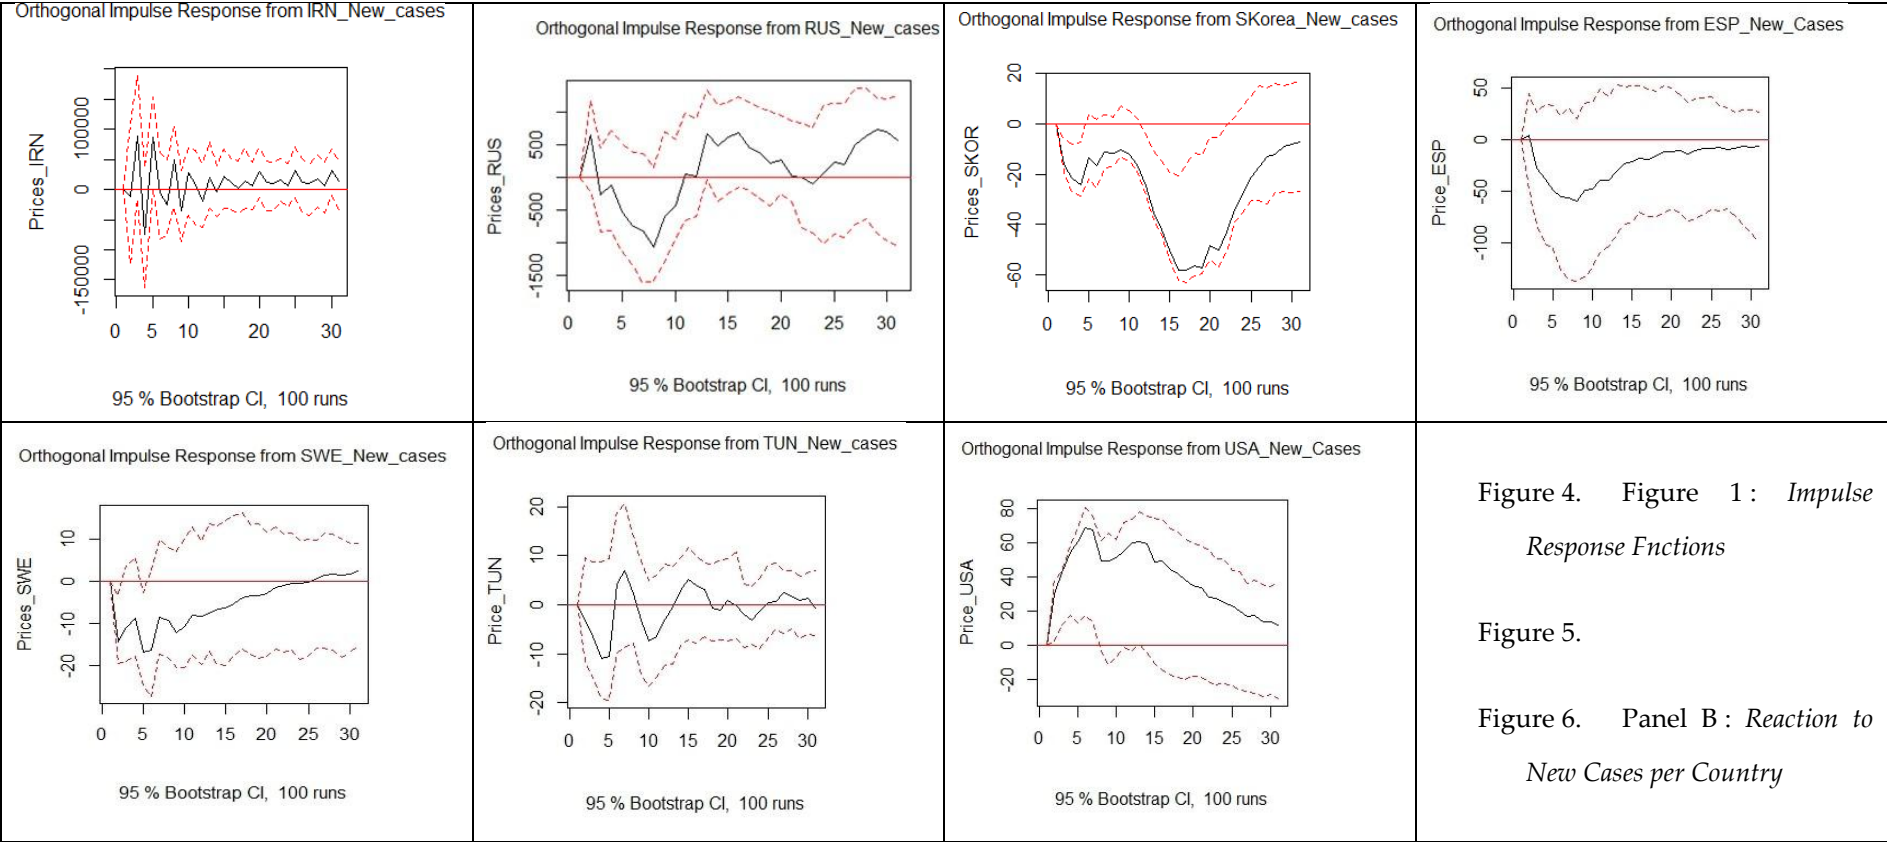 Orthogonal Impulse Response from IRN_New_cases
Prices_IRN
100000
0
-150000
0 5 10 20 30
95 % Bootstrap CI, 100 runs
Orthogonal Impulse Response from RUS_New_cases
Prices_RUS
500
-500
-1500
0 5 10 15 20 25 30
95 % Bootstrap CI, 100 runs
Orthogonal Impulse Response from SKorea_New_cases
Prices_SKOR
20
0
-20
-40
-60
0 5 10 15 20 25 30
95 % Bootstrap CI, 100 runs
Orthogonal Impulse Response from ESP_New_Cases
Price_ESP
50
0
-50
-100
0 5 10 15 20 25 30
95 % Bootstrap CI, 100 runs
Orthogonal Impulse Response from SWE_New_cases
Prices_SWE
10
0
-10
-20
0 5 10 15 20 25 30
95 % Bootstrap CI, 100 runs
Orthogonal Impulse Response from TUN_New_cases
Price_TUN
20
10
0
-10
-20
0 5 10 15 20 25 30
95 % Bootstrap CI, 100 runs
Orthogonal Impulse Response from USA_New_Cases
Price_USA
80
60
40
20
0
-20
0 5 10 15 20 25 30
95 % Bootstrap CI, 100 runs
Figure 4. Figure 1 : Impulse
Response Fnctions
Figure 5.
Figure 6. Panel B : Reaction to
New Cases per Country